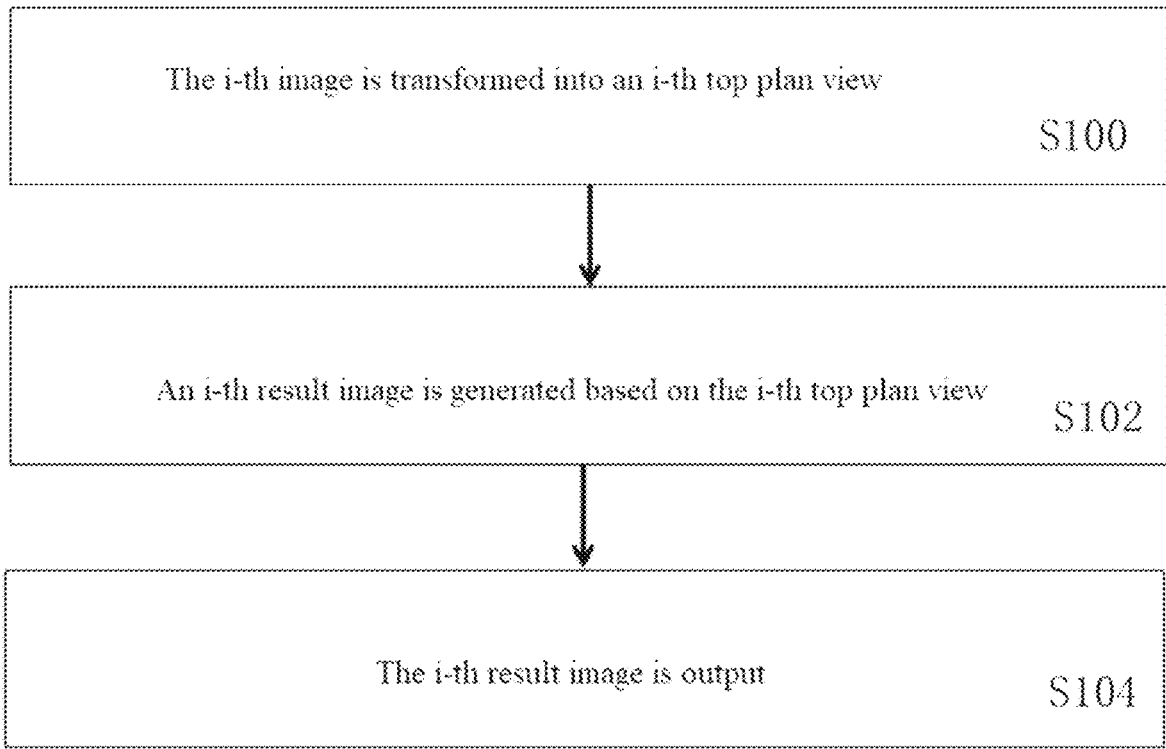 The i-th image is transformed into an i-th top plan view
S100
An i-th result image is generated based on the i-th top plan view
S102
The i-th result image is output
S104